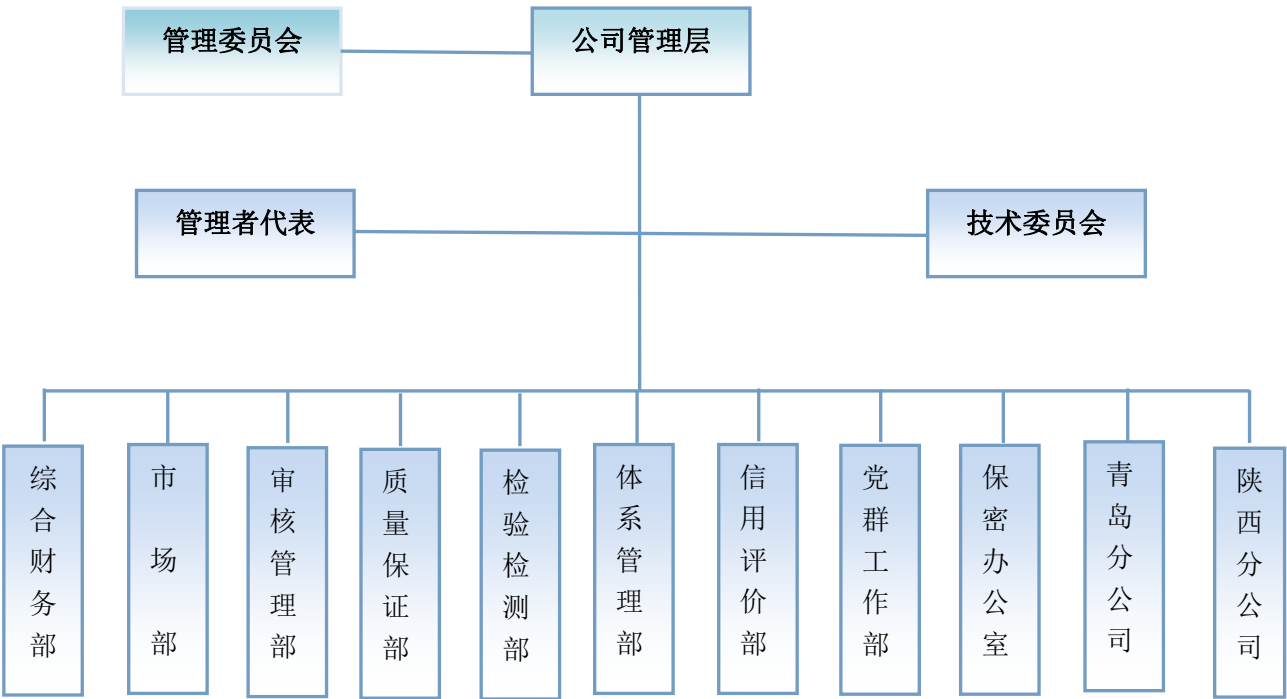 管理委员会
公司管理层
管理者代表
技术委员会
综合财务部
市场部
审核管理部
质量保证部
检验检测部
体系管理部
信用评价部
党群工作部
保密办公室
青岛分公司
陕西分公司